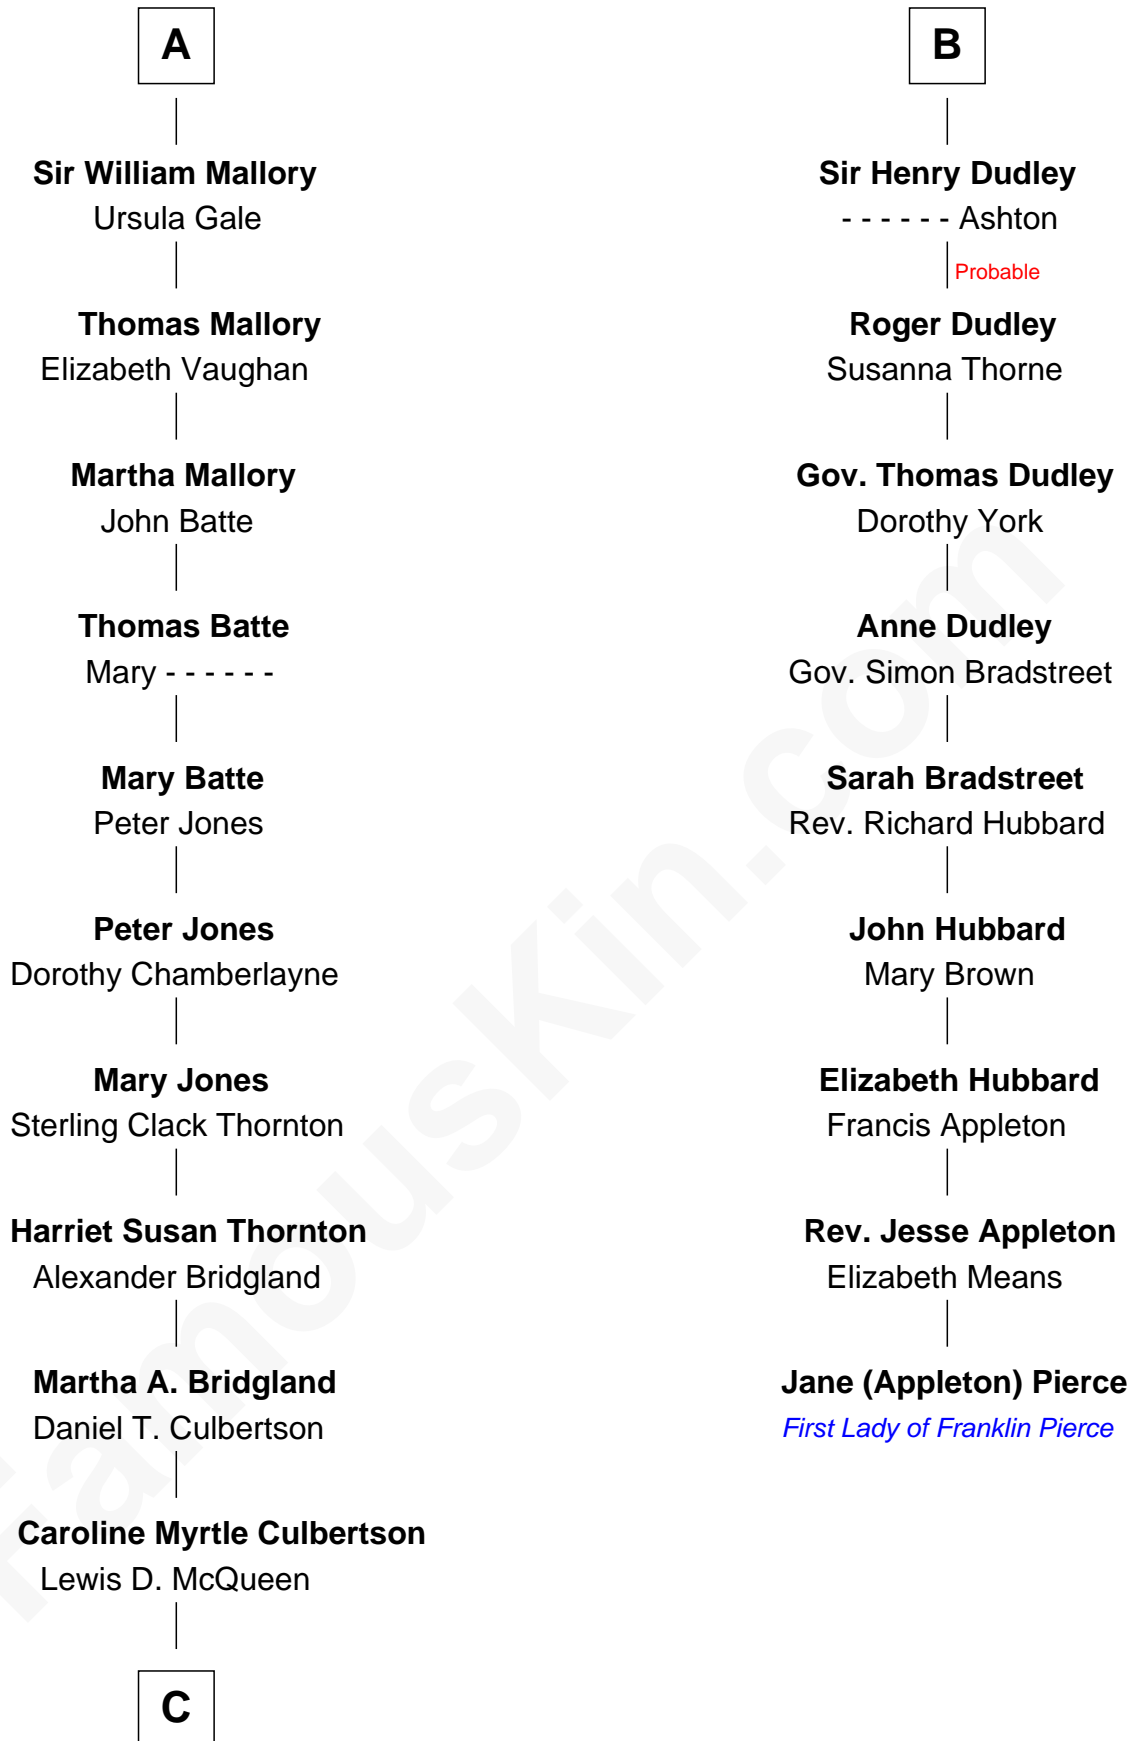 A
Sir William Mallory
Ursula Gale
Thomas Mallory
Elizabeth Vaughan
Martha Mallory
John Batte
Thomas Batte
Mary - - - - - -
Mary Batte
Peter Jones
Peter Jones
Dorothy Chamberlayne
Mary Jones
Sterling Clack Thornton
Harriet Susan Thornton
Alexander Bridgland
Martha A. Bridgland
Daniel T. Culbertson
Caroline Myrtle Culbertson
Lewis D. McQueen
C
B
Sir Henry Dudley
- - - - - - Ashton
Probable
Roger Dudley
Susanna Thorne
Gov. Thomas Dudley
Dorothy York
Anne Dudley
Gov. Simon Bradstreet
Sarah Bradstreet
Rev. Richard Hubbard
John Hubbard
Mary Brown
Elizabeth Hubbard
Francis Appleton
Rev. Jesse Appleton
Elizabeth Means
Jane (Appleton) Pierce
First Lady of Franklin Pierce
FamousKin.com